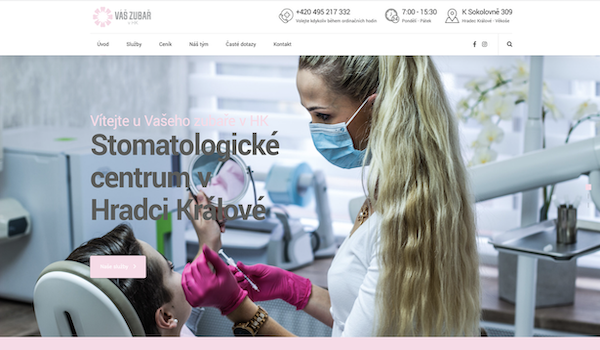 VÁŠ ZUBAŘ
+420 495 217 332
Volejte kdykoliv během ordinačních hodin
7:00 - 15:30
Pondělí - Pátek
K Sokolovně 309
Hradec Králové - Věkoše
Úvod
Služby
Ceník
Náš tým
Časté dotazy
Kontakt
Vítejte u Vašeho zubaře v HK
Stomatologické
centrum v
Hradci Králové